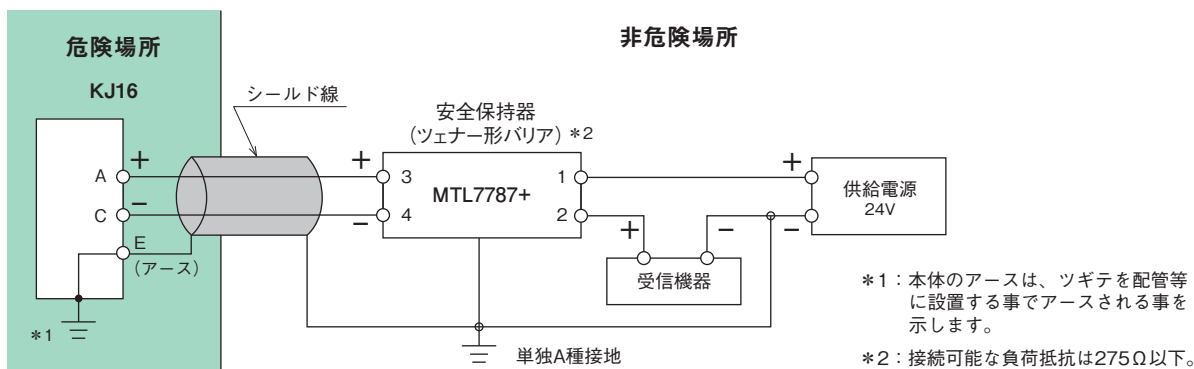 危険場所
非危険場所
KJ16
シールド線
安全保持器
(ツェナー形バリア) *2
A
+
+
3
MTL7787+
1
+
供給電源
24V
C
-
-
4
2
+
-
-
E
(アース)
受信機器
*1
単独A種接地
*1:本体のアースは、ツギテを配管等
に設置する事でアースされる事を
示します。
*2:接続可能な負荷抵抗は275Ω以下。